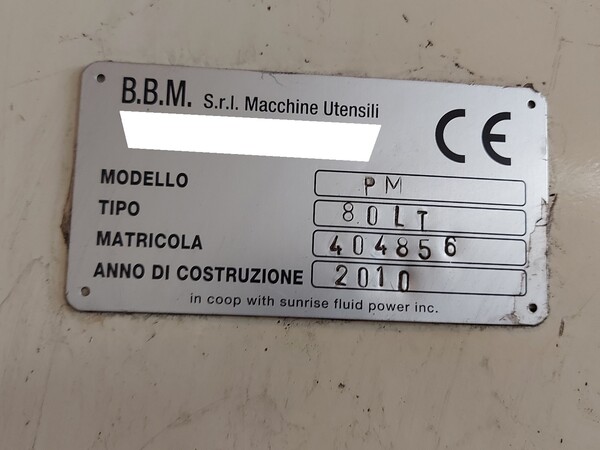 B.B.M. S.r.l. Macchine Utensili
CE
MODELLO PM
TIPO 80LT
MATRICOLA 404856
ANNO DI COSTRUZIONE 2010
in coop with sunrise fluid power inc.